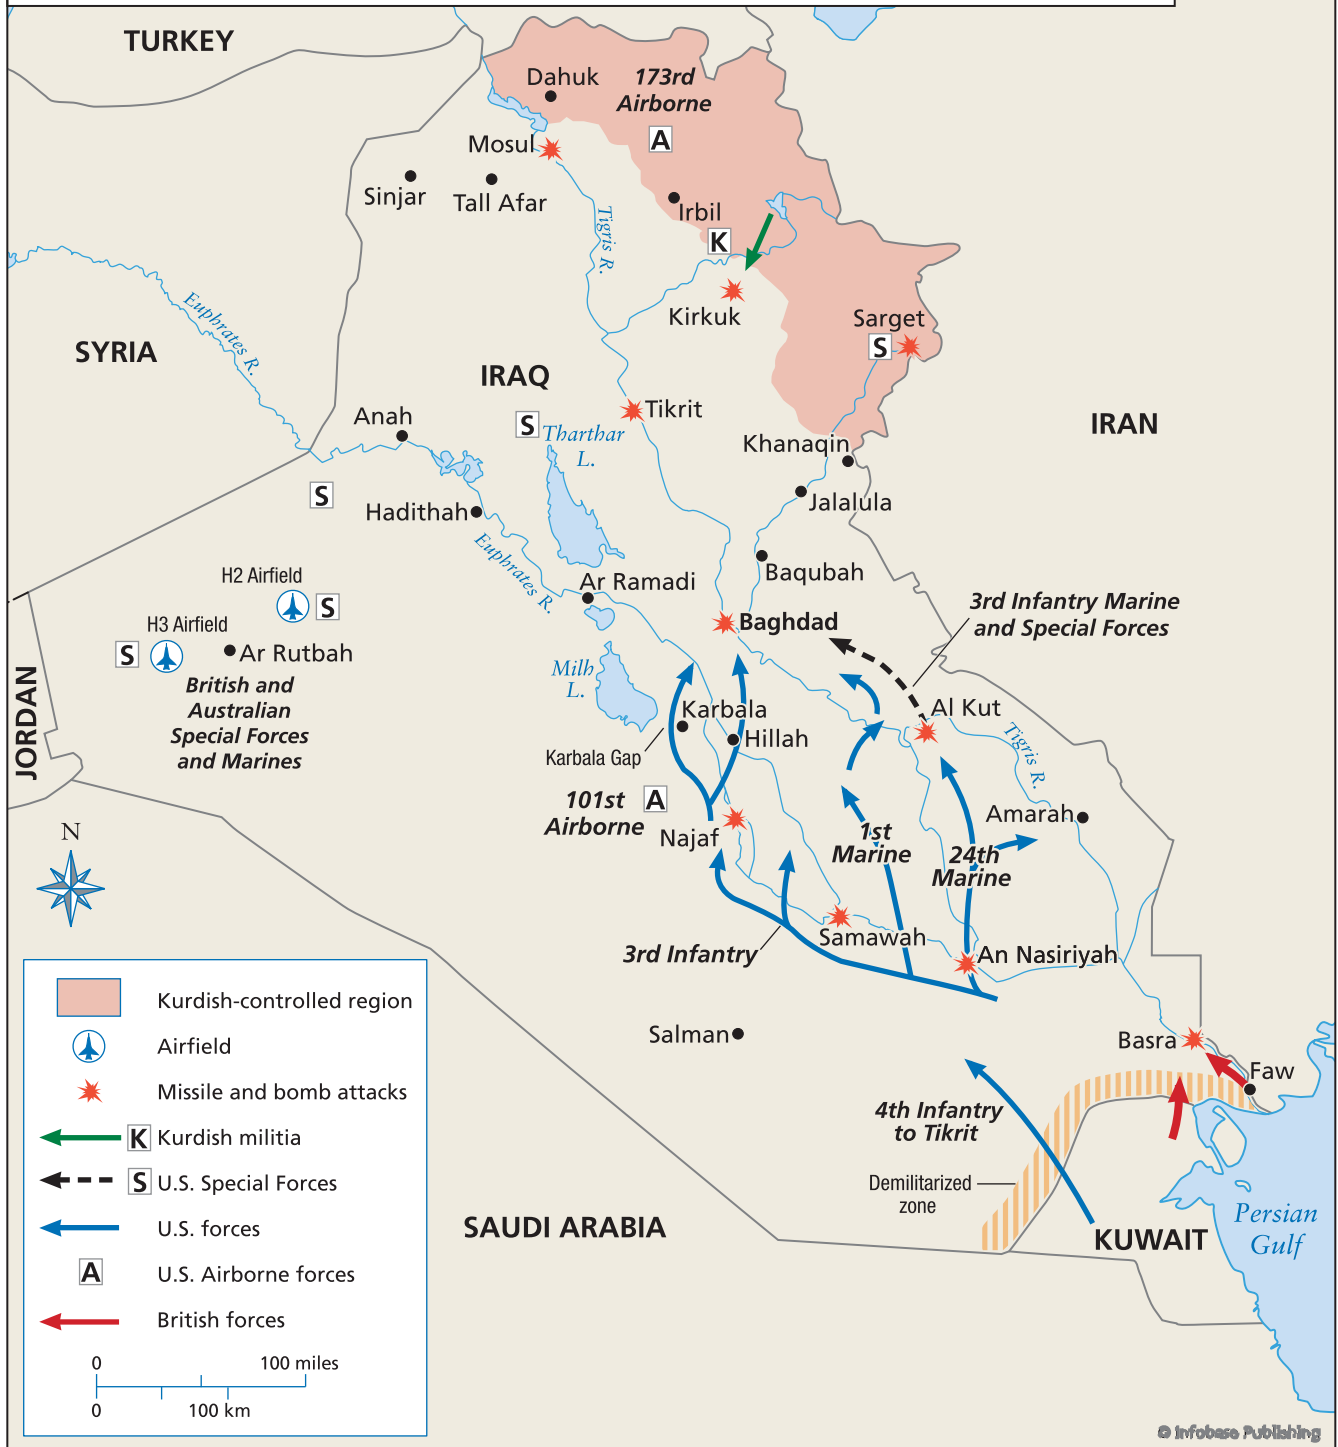 TURKEY
Dahuk
173rd
Airborne
A
Mosul
Sinjar
Tall Afar
Irbil
Tigris R.
K
Euphrates R.
Kirkuk
Sarget
S
SYRIA
IRAQ
IRAN
Tikrit
Anah
S
Tharthar
L.
Khanaqin
S
Jalalula
Hadithah
Euphrates R.
Baqubah
H2 Airfield
S
Ar Ramadi
3rd Infantry Marine
and Special Forces
H3 Airfield
S
Ar Rutbah
Baghdad
British and
Australian
Special Forces
and Marines
JORDAN
Milh
L.
Karbala
Al Kut
Hillah
Tigris R.
Karbala Gap
101st
Airborne
A
Najaf
1st
Marine
24th
Marine
Amarah
N
Samawah
3rd Infantry
An Nasiriyah
Salman
Basra
Faw
4th Infantry
to Tikrit
Demilitarized
zone
SAUDI ARABIA
KUWAIT
Persian
Gulf
Kurdish-controlled region
Airfield
Missile and bomb attacks
K Kurdish militia
S U.S. Special Forces
U.S. forces
A U.S. Airborne forces
British forces
0 100 miles
0 100 km
© Infobase Publishing